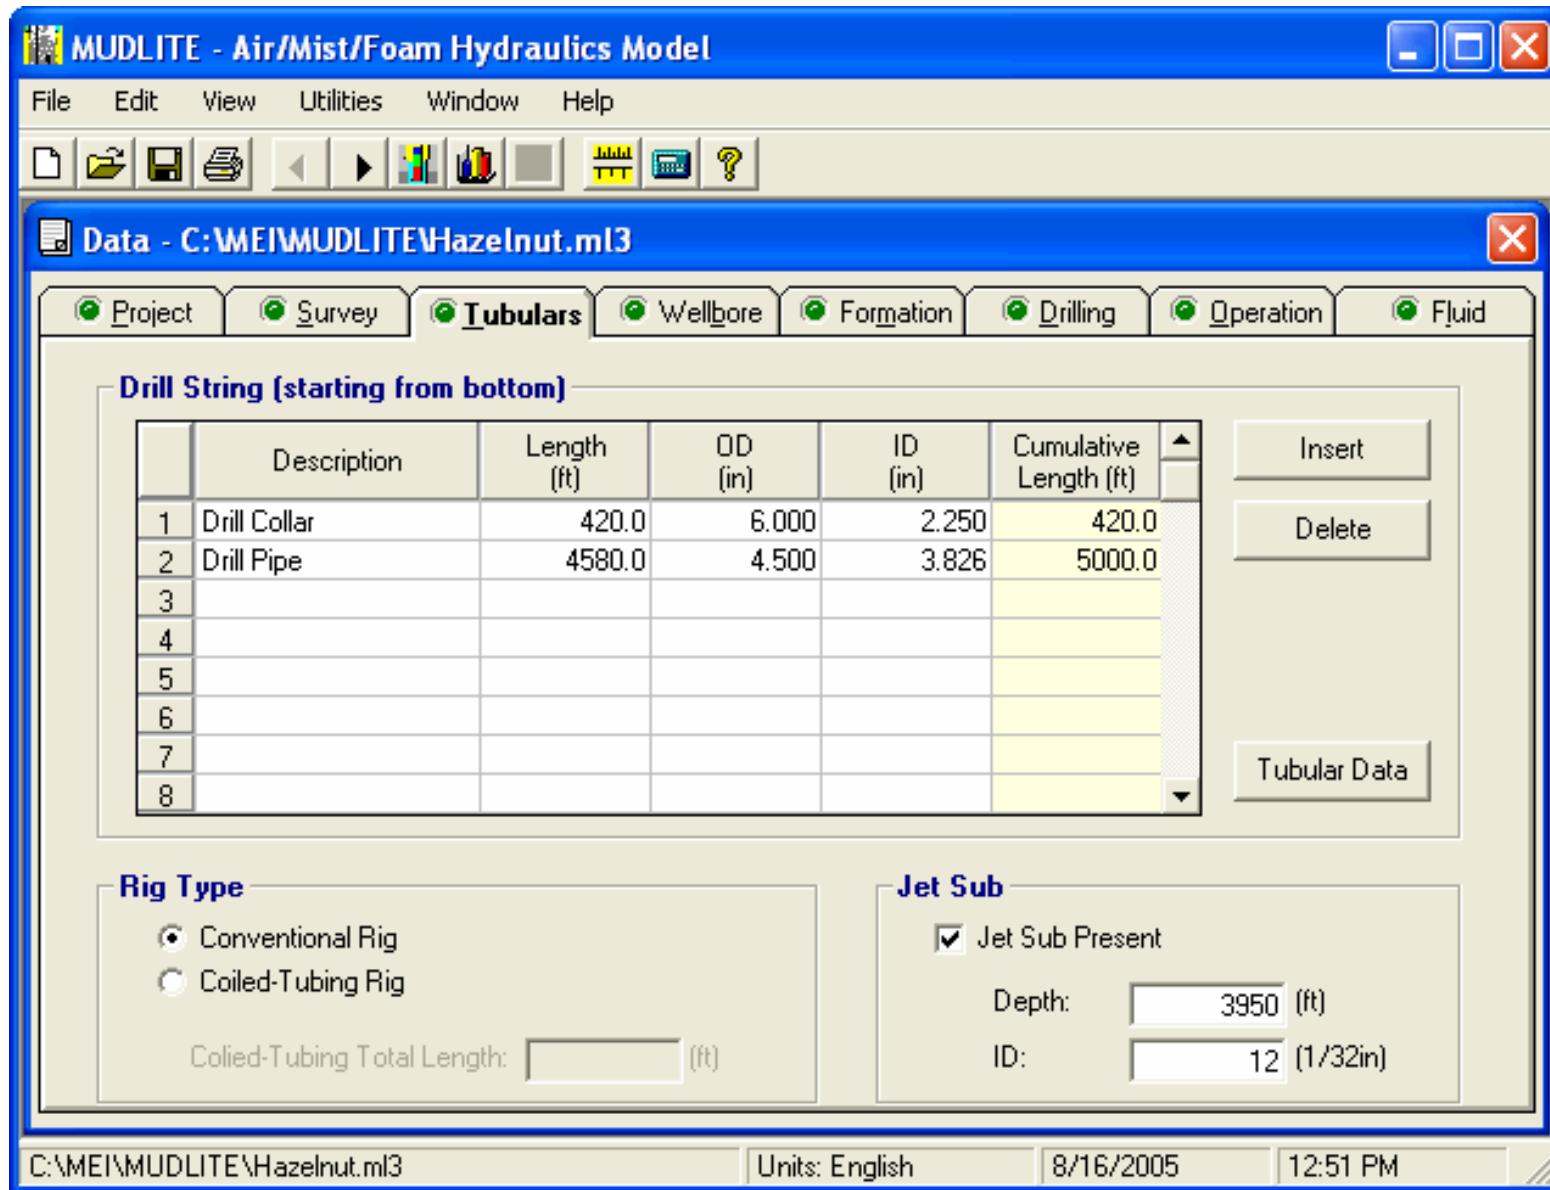 MUDLITE - Air/Mist/Foam Hydraulics Model
File Edit View Utilities Window Help
Data - C:\MEI\MUDLITE\Hazelnut.ml3
Project Survey Tubulars Wellbore Formation Drilling Operation Fluid
Drill String (starting from bottom)
Description Length (ft) OD (in) ID (in) Cumulative Length (ft)
1 Drill Collar 420.0 6.000 2.250 420.0
2 Drill Pipe 4580.0 4.500 3.826 5000.0
3
4
5
6
7
8
Insert
Delete
Tubular Data
Rig Type
Conventional Rig
Coiled-Tubing Rig
Colied-Tubing Total Length: (ft)
Jet Sub
Jet Sub Present
Depth: 3950 (ft)
ID: 12 (1/32in)
C:\MEI\MUDLITE\Hazelnut.ml3 Units: English 8/16/2005 12:51 PM